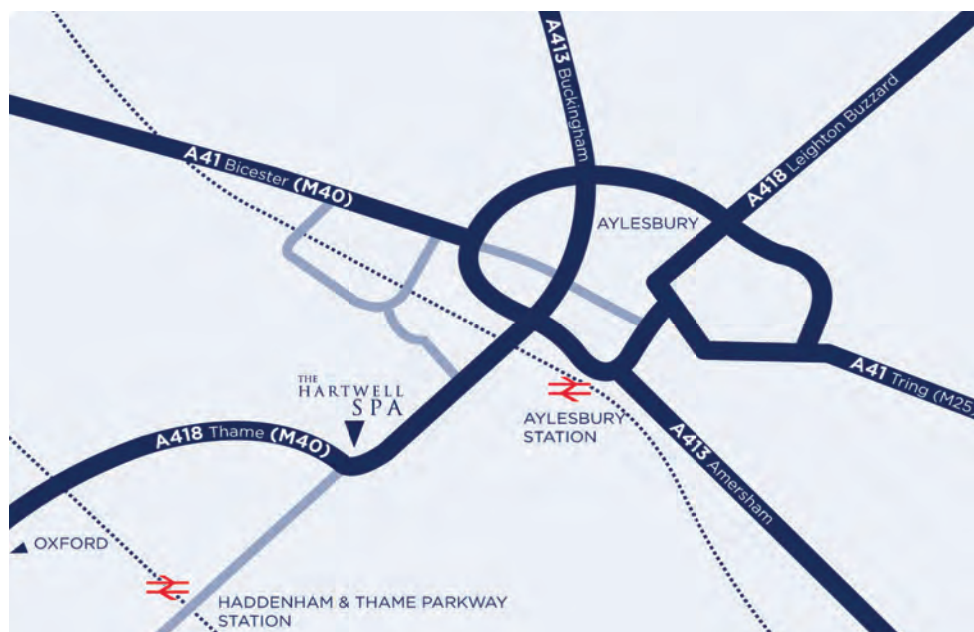 A413 Buckingham
A418 Leighton Buzzard
A41 Bicester (M40)
AYLESBURY
THE
HARTWELL
SPA
A41 Tring (M25
AYLESBURY
STATION
A418 Thame (M40)
A413 Amersham
OXFORD
HADDENHAM & THAME PARKWAY
STATION